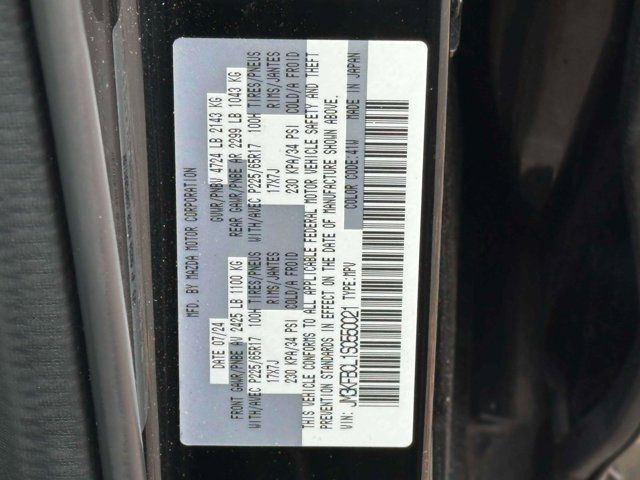 MFD. BY MAZDA MOTOR CORPORATION
DATE 07/24 GVWR/PNBV 4724 LB 2143 KG
FRONT GAWR/PNBE AV 2425 LB 1100 KG REAR GAWR/PNBE AR 2299 LB 1043 KG
WITH/AVEC P225/65R17 100H TIRES/PNEUS WITH/AVEC P225/65R17 100H TIRES/PNEUS
17X7J RIMS/JANTES 17X7J RIMS/JANTES
230 KPA/34 PSI COLD/A FROID 230 KPA/34 PSI COLD/A FROID
THIS VEHICLE CONFORMS TO ALL APPLICABLE FEDERAL MOTOR VEHICLE SAFETY AND THEFT
PREVENTION STANDARDS IN EFFECT ON THE DATE OF MANUFACTURE SHOWN ABOVE.
VIN: JM3KFBCL1S0550021 TYPE:MPV COLOR CODE:41W MADE IN JAPAN